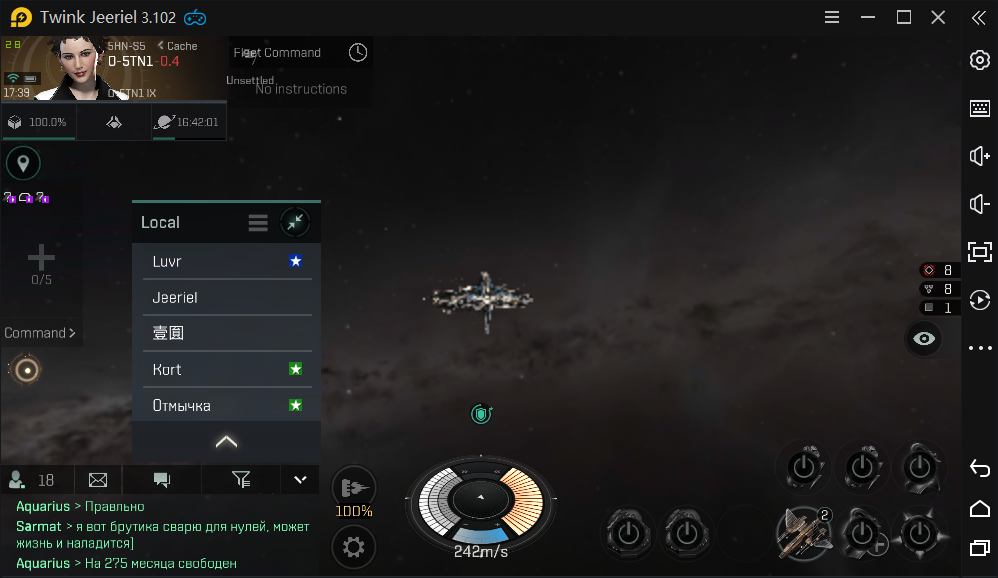 Twink Jeeriel 3.102
28
5HN-S5 < Cache
Fleet Command
O-5TN1 -0.4
Unsettled
No instructions
17:39
O-5TN1 IX
100.0%
16:42:01
Local
Luvr
Jeeriel
壹圓
Kort
Отмычка
0/5
Command >
8
8
1
18
Aquarius > Правльно
Sarmat > я вот брутика сварю для нулей, может
жизнь и наладится]
Aquarius > На 275 месяца свободен
100%
242m/s
2